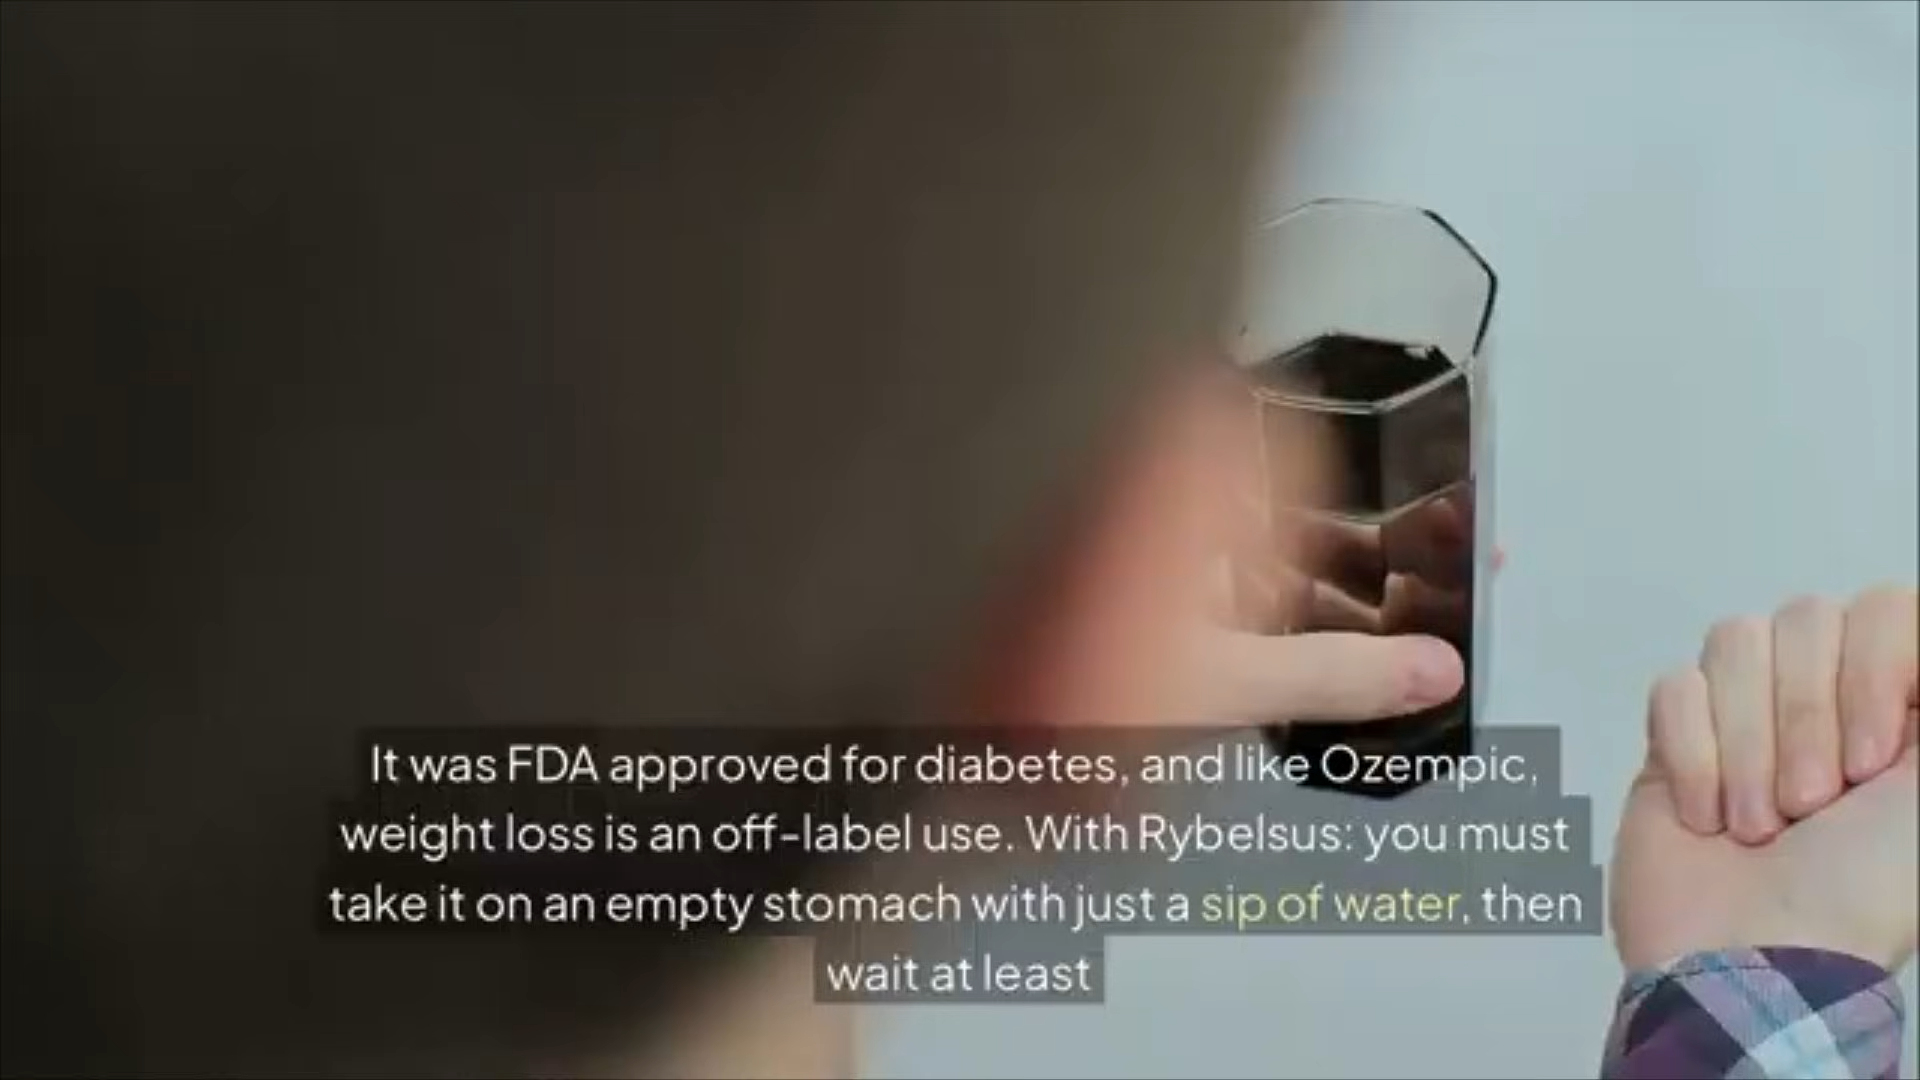 It was FDA approved for diabetes, and like Ozempic,
weight loss is an off-label use. With Rybelsus: you must
take it on an empty stomach with just a sip of water, then
wait at least